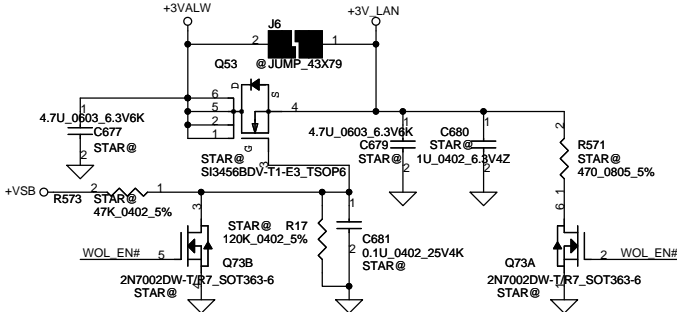 +3VALW
+3V_LAN
J6
2
1
@ JUMP_43X79
Q53
D
S
6
5
2
1
4
G
3
4.7U_0603_6.3V6K
1
C677
2
STAR@
STAR@
SI3456BDV-T1-E3_TSOP6
4.7U_0603_6.3V6K
1
C679
STAR@
2
1
C680
STAR@
1U_0402_6.3V4Z
2
2
R571
STAR@
470_0805_5%
1
+VSB
2
1
R573
STAR@
47K_0402_5%
STAR@
R17
120K_0402_5%
1
C681
2
0.1U_0402_25V4K
STAR@
3
WOL_EN#
5
Q73B
4
2N7002DW-T/R7_SOT363-6
STAR@
6
Q73A
2
WOL_EN#
1
2N7002DW-T/R7_SOT363-6
STAR@